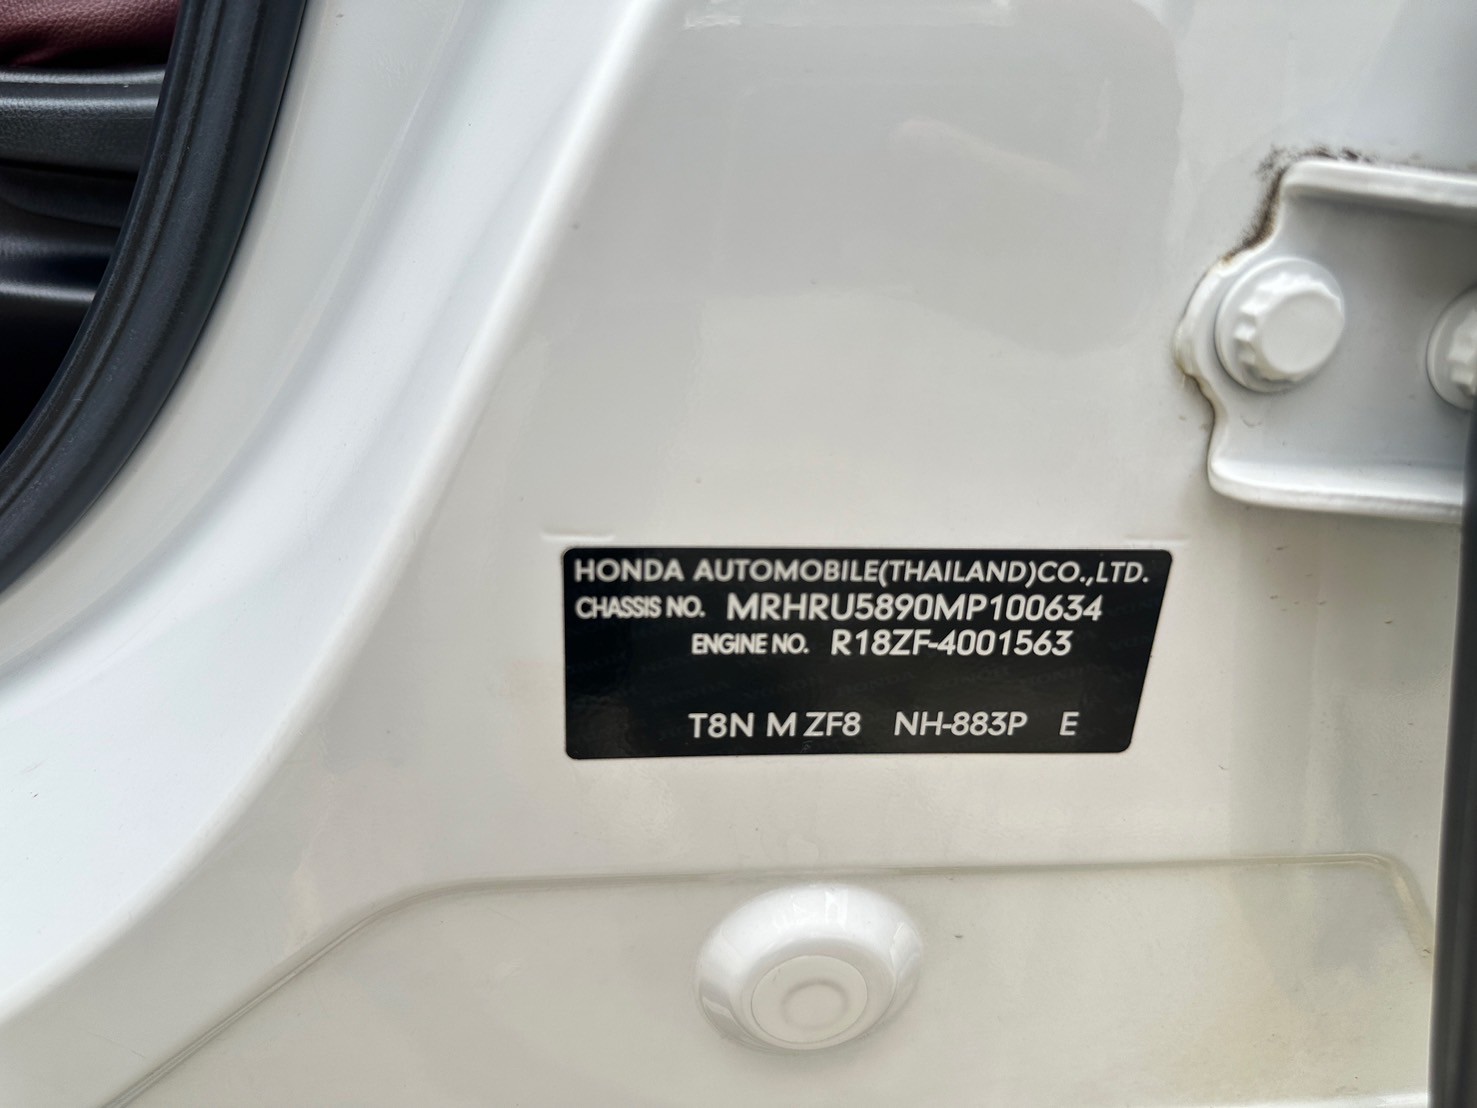 HONDA AUTOMOBILE(THAILAND)CO.,LTD.
CHASSIS NO. MRHRU5890MP100634
ENGINE NO. R18ZF-4001563
T8N M ZF8 NH-883P E